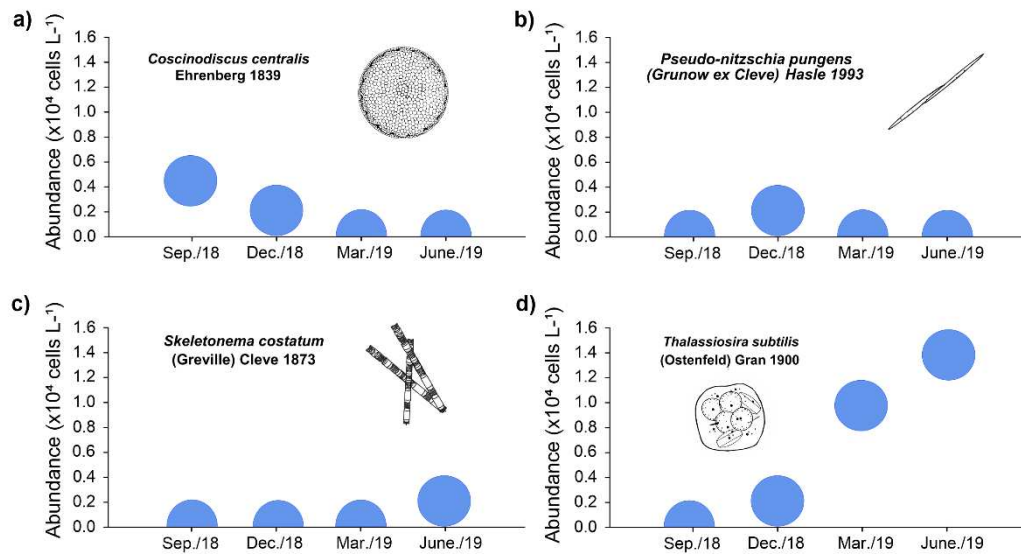 a)
Abundance (x10⁴ cells L-¹)
1.6
1.4
1.2
1.0
0.8
0.6
0.4
0.2
0.0
Coscinodiscus centralis
Ehrenberg 1839
Sep./18 Dec./18 Mar./19 June./19
b)
Abundance (x10⁴ cells L-¹)
1.6
1.4
1.2
1.0
0.8
0.6
0.4
0.2
0.0
Pseudo-nitzschia pungens
(Grunow ex Cleve) Hasle 1993
Sep./18 Dec./18 Mar./19 June./19
c)
Abundance (x10⁴ cells L-¹)
1.6
1.4
1.2
1.0
0.8
0.6
0.4
0.2
0.0
Skeletonema costatum
(Greville) Cleve 1873
Sep./18 Dec./18 Mar./19 June./19
d)
Abundance (x10⁴ cells L-¹)
1.6
1.4
1.2
1.0
0.8
0.6
0.4
0.2
0.0
Thalassiosira subtilis
(Ostenfeld) Gran 1900
Sep./18 Dec./18 Mar./19 June./19